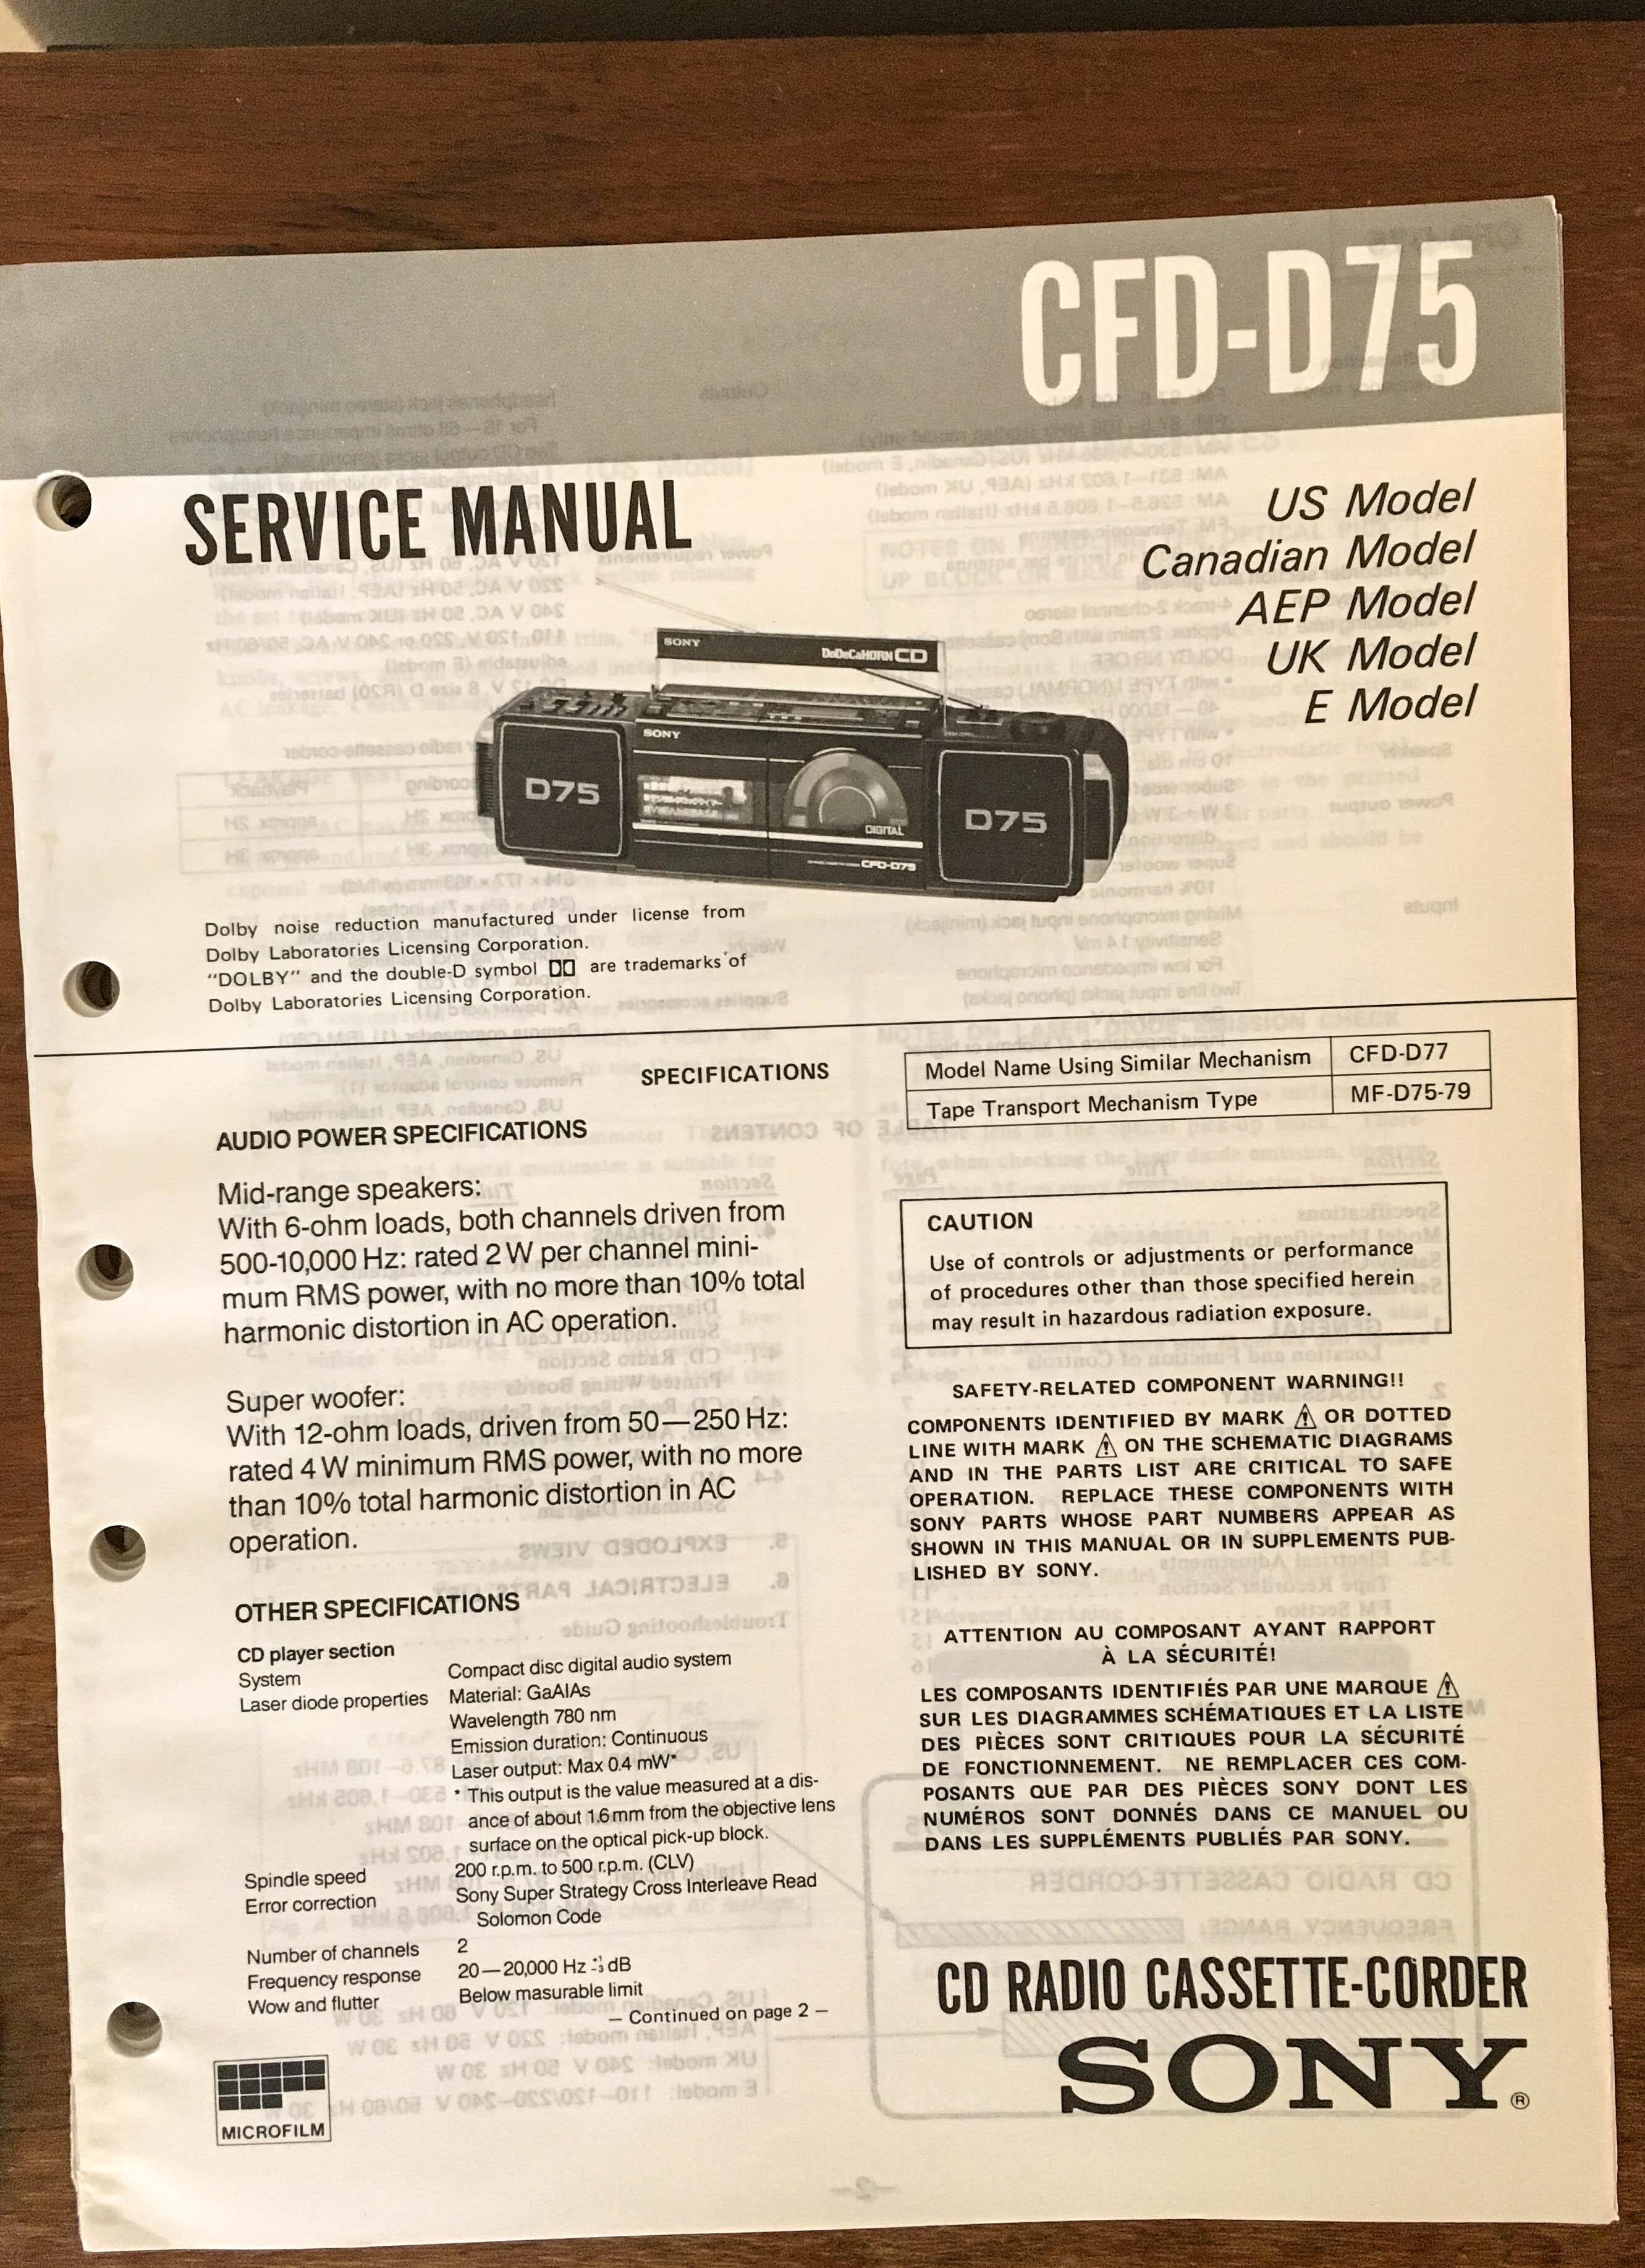 CFD-D75
SERVICE MANUAL
US Model
Canadian Model
AEP Model
UK Model
E Model
SONY
DoDeCaHORN CD
SONY
D75
DIGITAL
D75
CFD-D75
Dolby noise reduction manufactured under license from
Dolby Laboratories Licensing Corporation.
“DOLBY” and the double-D symbol are trademarks of
Dolby Laboratories Licensing Corporation.
SPECIFICATIONS
AUDIO POWER SPECIFICATIONS
Mid-range speakers:
With 6-ohm loads, both channels driven from
500-10,000 Hz: rated 2 W per channel mini-
mum RMS power, with no more than 10% total
harmonic distortion in AC operation.
Super woofer:
With 12-ohm loads, driven from 50—250 Hz:
rated 4 W minimum RMS power, with no more
than 10% total harmonic distortion in AC
operation.
OTHER SPECIFICATIONS
CD player section
System Compact disc digital audio system
Laser diode properties Material: GaAlAs
Wavelength 780 nm
Emission duration: Continuous
Laser output: Max 0.4 mW*
* This output is the value measured at a dis-
ance of about 1.6 mm from the objective lens
surface on the optical pick-up block.
Spindle speed 200 r.p.m. to 500 r.p.m. (CLV)
Error correction Sony Super Strategy Cross Interleave Read
Solomon Code
Number of channels 2
Frequency response 20—20,000 Hz +1 -3 dB
Wow and flutter Below masurable limit
— Continued on page 2 —
MICROFILM
Model Name Using Similar Mechanism CFD-D77
Tape Transport Mechanism Type MF-D75-79
CAUTION
Use of controls or adjustments or performance
of procedures other than those specified herein
may result in hazardous radiation exposure.
SAFETY-RELATED COMPONENT WARNING!!
COMPONENTS IDENTIFIED BY MARK ⚠ OR DOTTED
LINE WITH MARK ⚠ ON THE SCHEMATIC DIAGRAMS
AND IN THE PARTS LIST ARE CRITICAL TO SAFE
OPERATION. REPLACE THESE COMPONENTS WITH
SONY PARTS WHOSE PART NUMBERS APPEAR AS
SHOWN IN THIS MANUAL OR IN SUPPLEMENTS PUB-
LISHED BY SONY.
ATTENTION AU COMPOSANT AYANT RAPPORT
À LA SÉCURITÉ!
LES COMPOSANTS IDENTIFIÉS PAR UNE MARQUE ⚠
SUR LES DIAGRAMMES SCHÉMATIQUES ET LA LISTE
DES PIÈCES SONT CRITIQUES POUR LA SÉCURITÉ
DE FONCTIONNEMENT. NE REMPLACER CES COM-
POSANTS QUE PAR DES PIÈCES SONY DONT LES
NUMÉROS SONT DONNÉS DANS CE MANUEL OU
DANS LES SUPPLÉMENTS PUBLIÉS PAR SONY.
CD RADIO CASSETTE-CORDER
SONY®